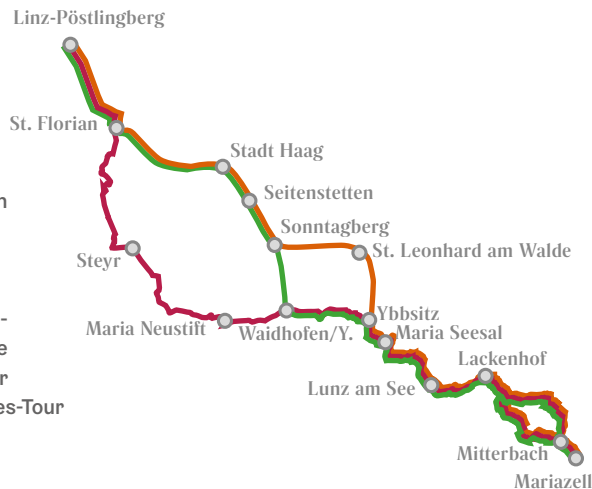 Linz-Pöstlingberg
St. Florian
Stadt Haag
n
Seitenstetten
Sonntagberg
St. Leonhard am Walde
Steyr
-
Maria Neustift
Waidhofen/Y.
Ybbsitz
Maria Seesal
e
Lackenhof
r
Lunz am See
es-Tour
Mitterbach
Mariazell